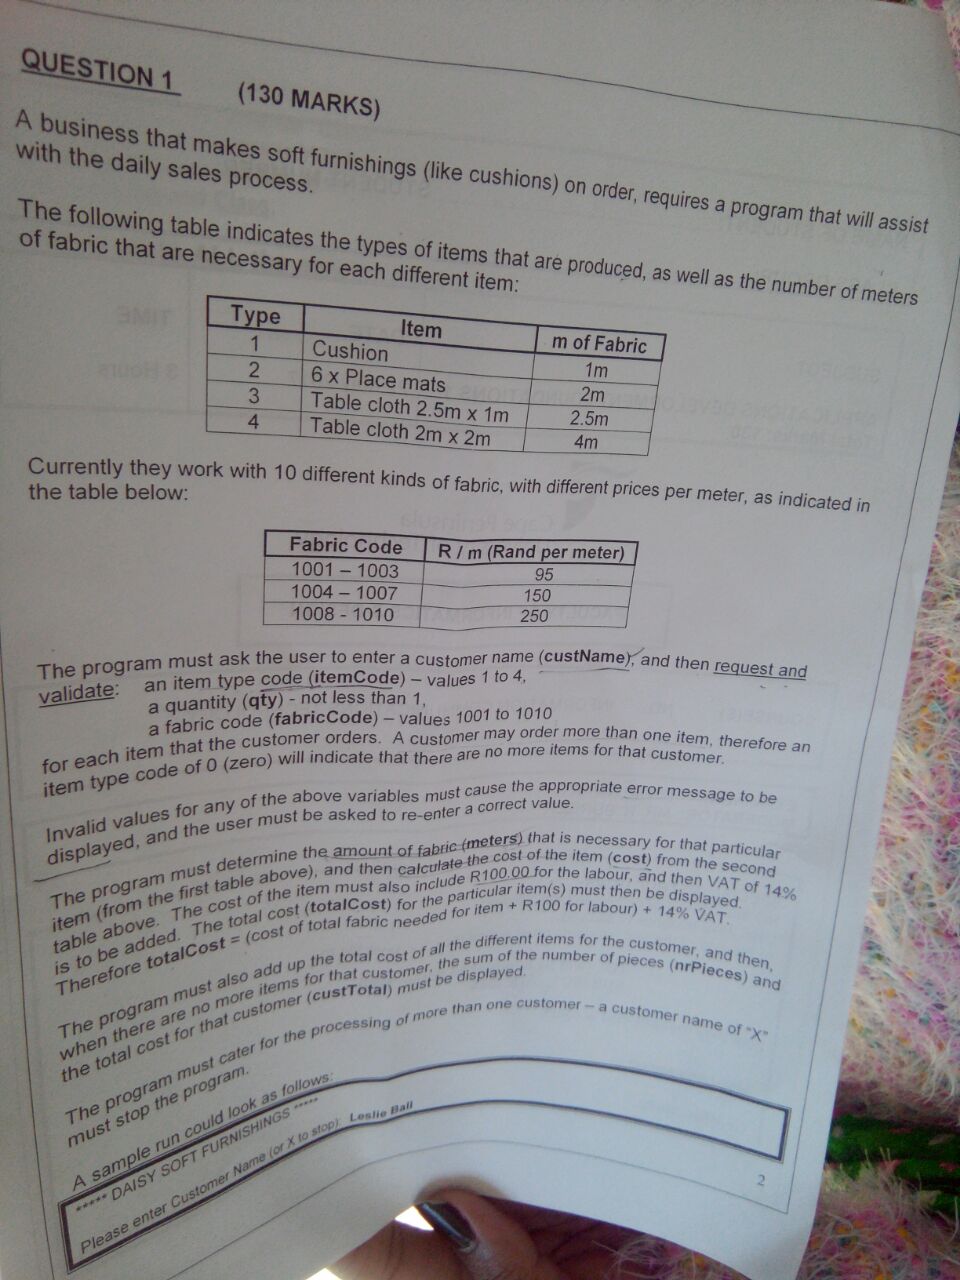 QUESTION 1 (130 MARKS)
A business that makes soft furnishings (like cushions) on order, requires a program that will assist
with the daily sales process.
The following table indicates the types of items that are produced, as well as the number of meters
of fabric that are necessary for each different item:
Type Item m of Fabric
1 Cushion 1m
2 6 x Place mats 2m
3 Table cloth 2.5m x 1m 2.5m
4 Table cloth 2m x 2m 4m
Currently they work with 10 different kinds of fabric, with different prices per meter, as indicated in
the table below:
Fabric Code R / m (Rand per meter)
1001 – 1003 95
1004 – 1007 150
1008 - 1010 250
The program must ask the user to enter a customer name (custName), and then request and
validate: an item type code (itemCode) – values 1 to 4,
a quantity (qty) - not less than 1,
a fabric code (fabricCode) – values 1001 to 1010
for each item that the customer orders. A customer may order more than one item, therefore an
item type code of 0 (zero) will indicate that there are no more items for that customer.
Invalid values for any of the above variables must cause the appropriate error message to be
displayed, and the user must be asked to re-enter a correct value.
The program must determine the amount of fabric (meters) that is necessary for that particular
item (from the first table above), and then calculate the cost of the item (cost) from the second
table above. The cost of the item must also include R100.00 for the labour, and then VAT of 14%
is to be added. The total cost (totalCost) for the particular item(s) must then be displayed.
Therefore totalCost = (cost of total fabric needed for item + R100 for labour) + 14% VAT.
The program must also add up the total cost of all the different items for the customer, and then,
when there are no more items for that customer, the sum of the number of pieces (nrPieces) and
the total cost for that customer (custTotal) must be displayed.
The program must cater for the processing of more than one customer – a customer name of "X"
must stop the program.
A sample run could look as follows:
***** DAISY SOFT FURNISHINGS *****
Please enter Customer Name (or X to stop): Leslie Ball
2